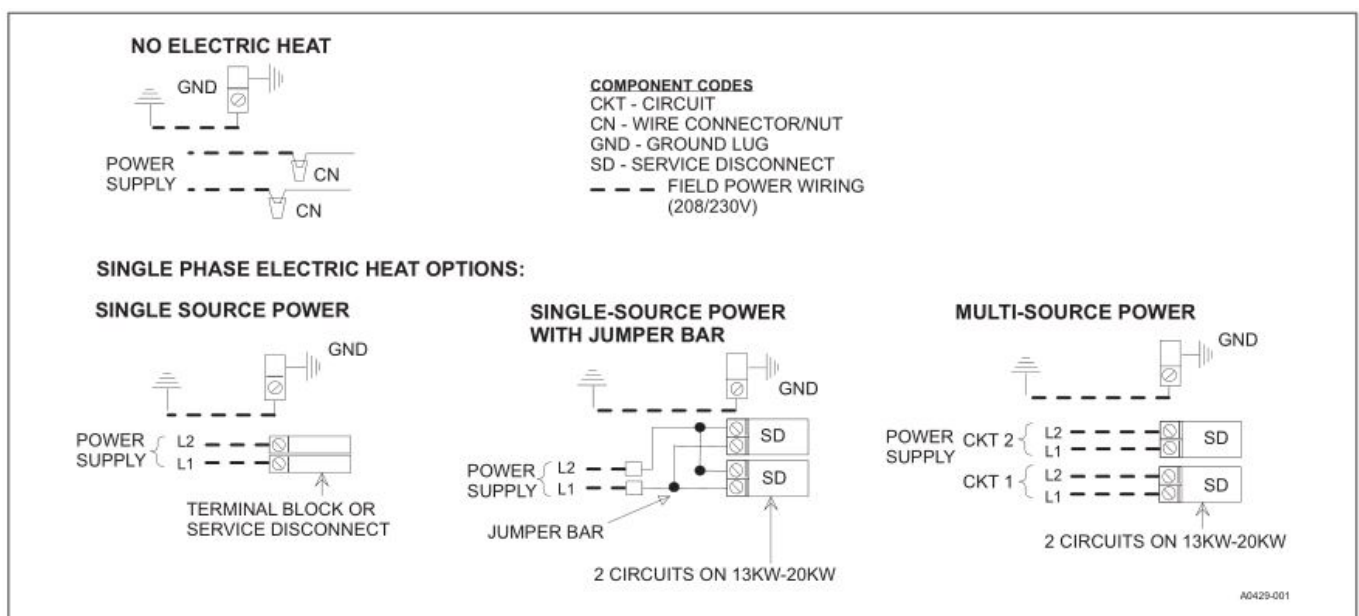 NO ELECTRIC HEAT
GND
POWER
SUPPLY
CN
CN
COMPONENT CODES
CKT - CIRCUIT
CN - WIRE CONNECTOR/NUT
GND - GROUND LUG
SD - SERVICE DISCONNECT
FIELD POWER WIRING
(208/230V)
SINGLE PHASE ELECTRIC HEAT OPTIONS:
SINGLE SOURCE POWER
GND
POWER
SUPPLY
L2
L1
TERMINAL BLOCK OR
SERVICE DISCONNECT
SINGLE-SOURCE POWER
WITH JUMPER BAR
GND
SD
SD
POWER
SUPPLY
L2
L1
JUMPER BAR
2 CIRCUITS ON 13KW-20KW
MULTI-SOURCE POWER
GND
POWER
SUPPLY
CKT 2
L2
L1
SD
CKT 1
L2
L1
SD
2 CIRCUITS ON 13KW-20KW
A0429-001